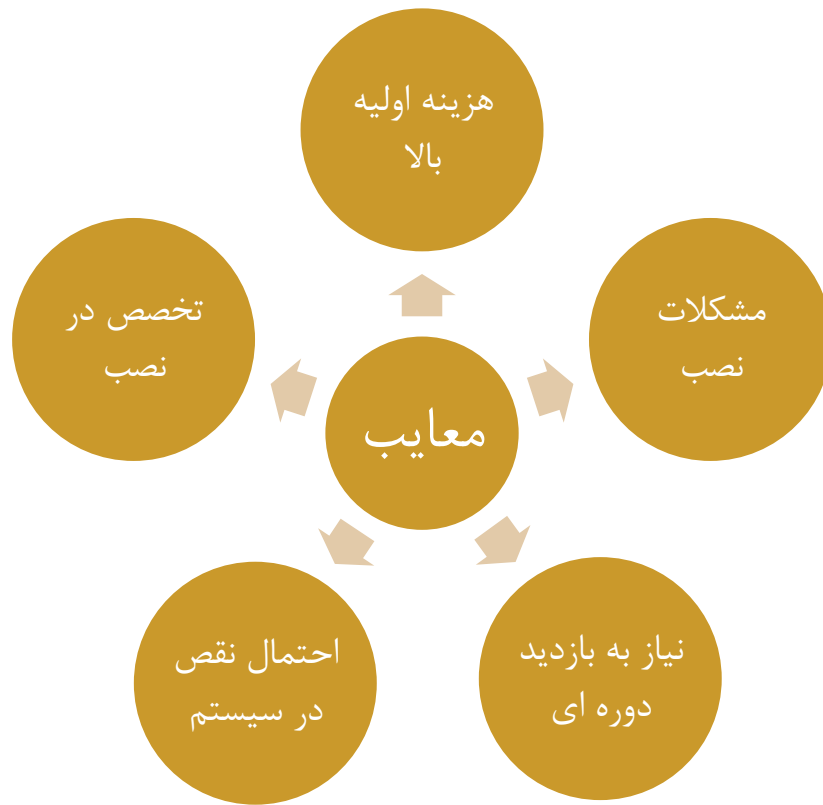 هزینه اولیه
بالا
مشکلات
نصب
نیاز به بازدید
دوره ای
احتمال نقص
در سیستم
تخصص در
نصب
معایب